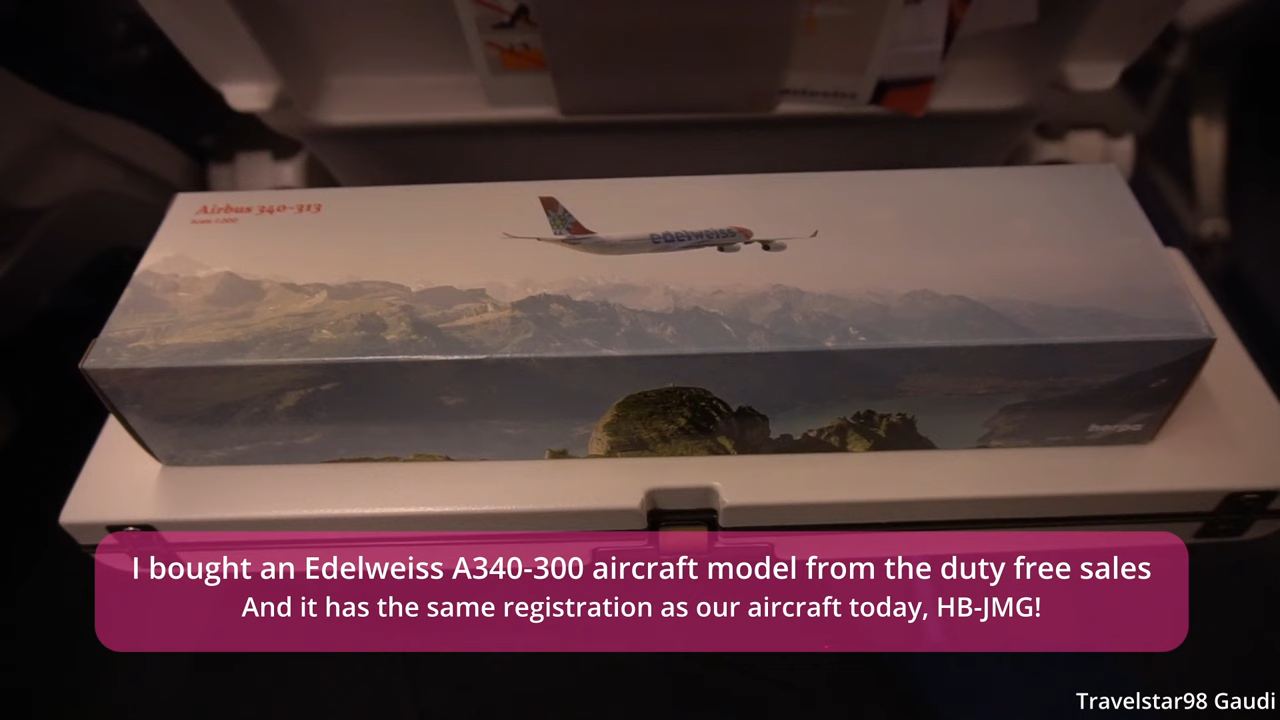 Airbus 340-313
edelweiss
herpa
I bought an Edelweiss A340-300 aircraft model from the duty free sales
And it has the same registration as our aircraft today, HB-JMG!
Travelstar98 Gaudi